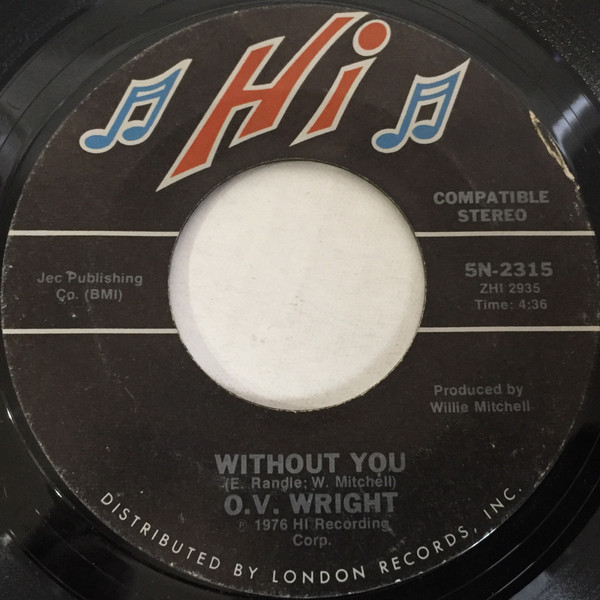 Hi
COMPATIBLE
STEREO
Jec Publishing
Co. (BMI)
5N-2315
ZHI 2935
Time: 4:36
Produced by
Willie Mitchell
WITHOUT YOU
(E. Randle; W. Mitchell)
O.V. WRIGHT
℗ 1976 HI Recording
Corp.
DISTRIBUTED BY LONDON RECORDS, INC.